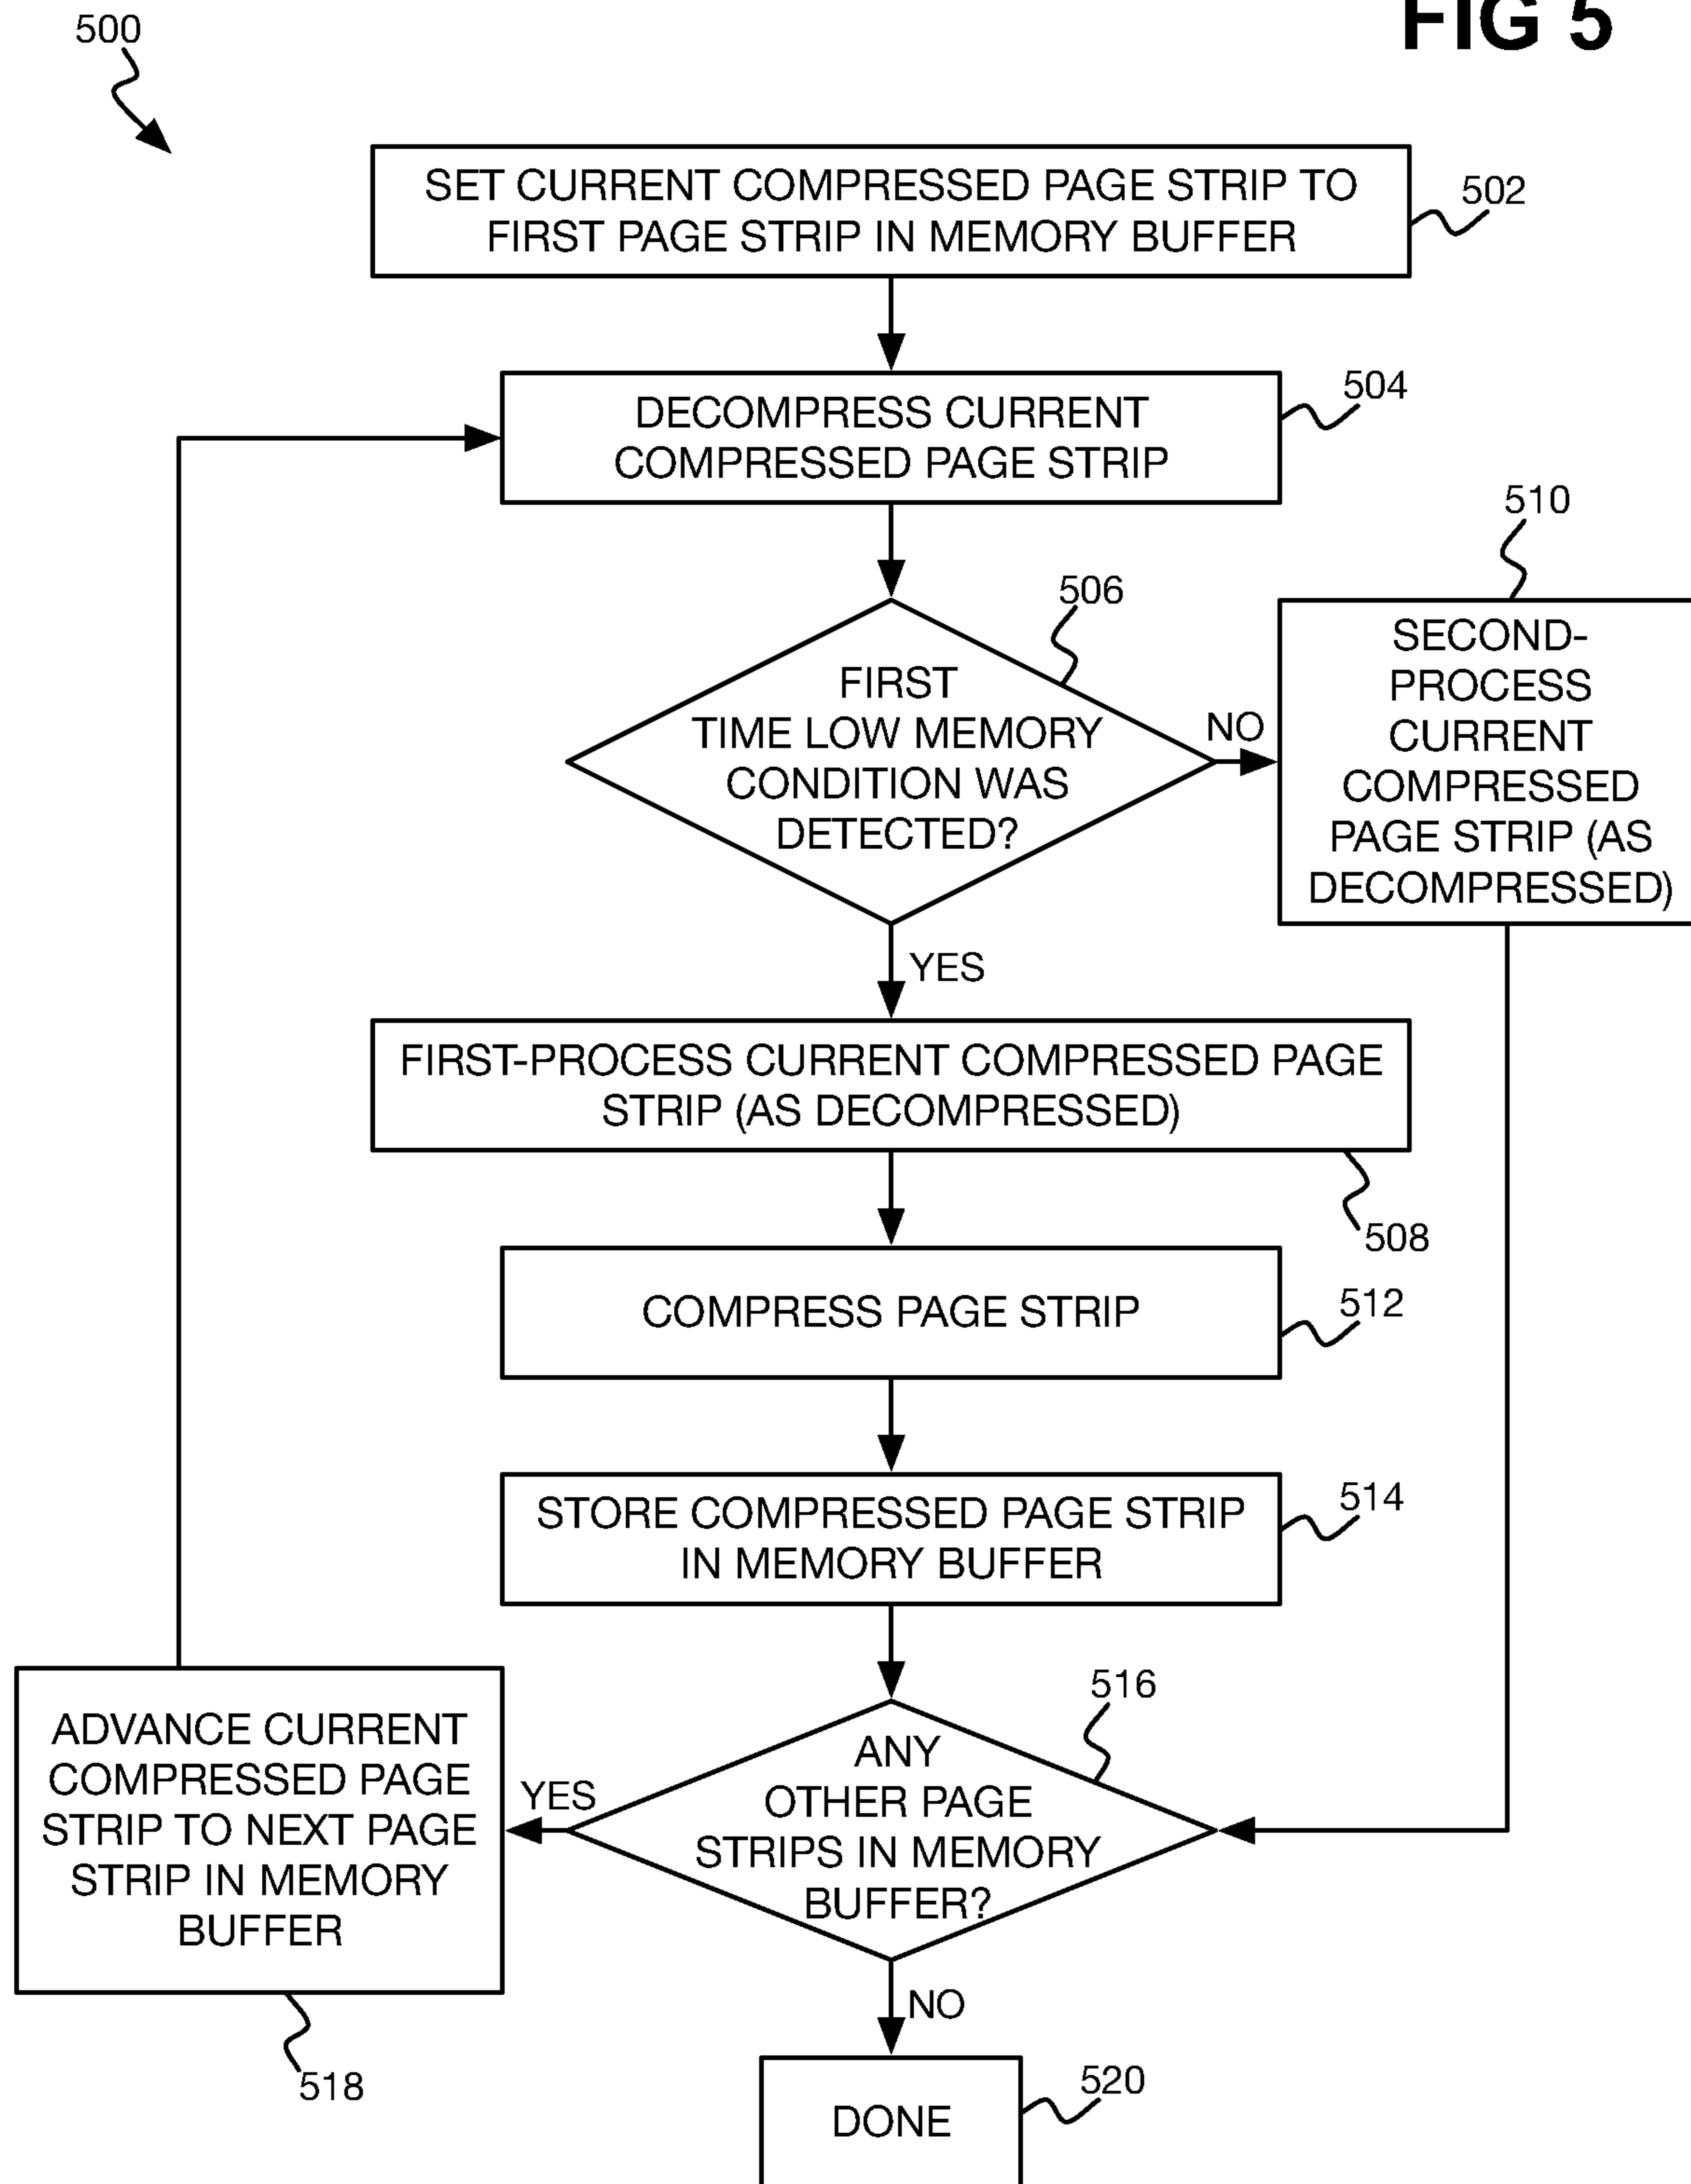 FIG 5
500
SET CURRENT COMPRESSED PAGE STRIP TO
FIRST PAGE STRIP IN MEMORY BUFFER
502
DECOMPRESS CURRENT
COMPRESSED PAGE STRIP
504
FIRST
TIME LOW MEMORY
CONDITION WAS
DETECTED?
506
NO
510
SECOND-
PROCESS
CURRENT
COMPRESSED
PAGE STRIP (AS
DECOMPRESSED)
YES
FIRST-PROCESS CURRENT COMPRESSED PAGE
STRIP (AS DECOMPRESSED)
508
COMPRESS PAGE STRIP
512
STORE COMPRESSED PAGE STRIP
IN MEMORY BUFFER
514
ANY
OTHER PAGE
STRIPS IN MEMORY
BUFFER?
516
YES
ADVANCE CURRENT
COMPRESSED PAGE
STRIP TO NEXT PAGE
STRIP IN MEMORY
BUFFER
518
NO
DONE
520